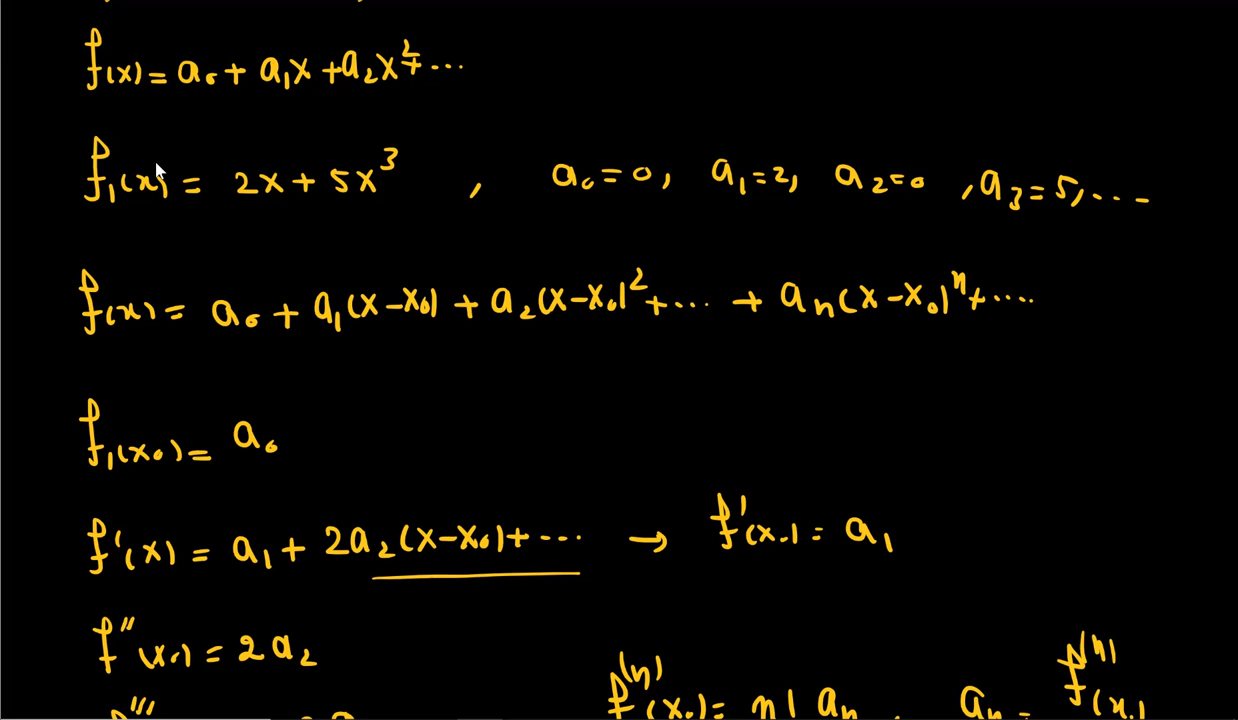 f(x) = a₀ + a₁x + a₂x² + ...
f₁(x) = 2x + 5x³ , a₀ = 0, a₁ = 2, a₂ = 0 , a₃ = 5, ...
f(x) = a₀ + a₁(x-x₀) + a₂(x-x₀)² + ... + aₙ(x-x₀)ⁿ + ....
f₁(x₀) = a₀
f'(x) = a₁ + 2a₂(x-x₀) + ... → f'(x₀) = a₁
f''(x₀) = 2a₂
f⁽ⁿ⁾(x₀) = n! aₙ , aₙ = f⁽ⁿ⁾(x₀)